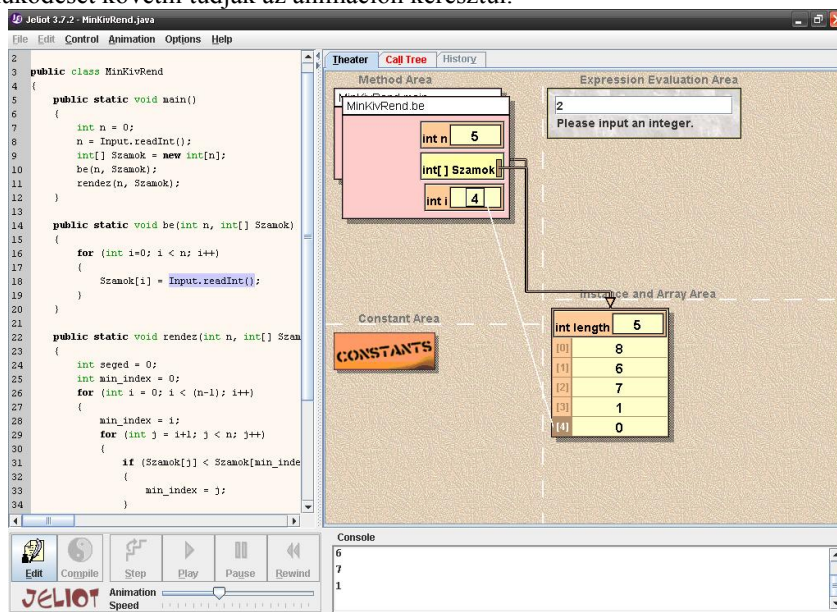 működését követni tudják az animáción keresztül.
Jeliot 3.7.2 - MinKivRend.java
File Edit Control Animation Options Help
2
3 public class MinKivRend
4 {
5 public static void main()
6 {
7 int n = 0;
8 n = Input.readInt();
9 int[] Szamok = new int[n];
10 be(n, Szamok);
11 rendez(n, Szamok);
12 }
13
14 public static void be(int n, int[] Szamok)
15 {
16 for (int i=0; i < n; i++)
17 {
18 Szamok[i] = Input.readInt();
19 }
20 }
21
22 public static void rendez(int n, int[] Szam
23 {
24 int seged = 0;
25 int min_index = 0;
26 for (int i = 0; i < (n-1); i++)
27 {
28 min_index = i;
29 for (int j = i+1; j < n; j++)
30 {
31 if (Szamok[j] < Szamok[min_inde
32 {
33 min_index = j;
34 }
Edit Compile Step Play Pause Rewind
JELIOT Animation Speed
Theater Call Tree History
Method Area
MinKivRend.main
MinKivRend.be
int n 5
int[ ] Szamok
int i 4
Expression Evaluation Area
2
Please input an integer.
Constant Area
CONSTANTS
Instance and Array Area
int length 5
[0] 8
[1] 6
[2] 7
[3] 1
[4] 0
Console
6
7
1